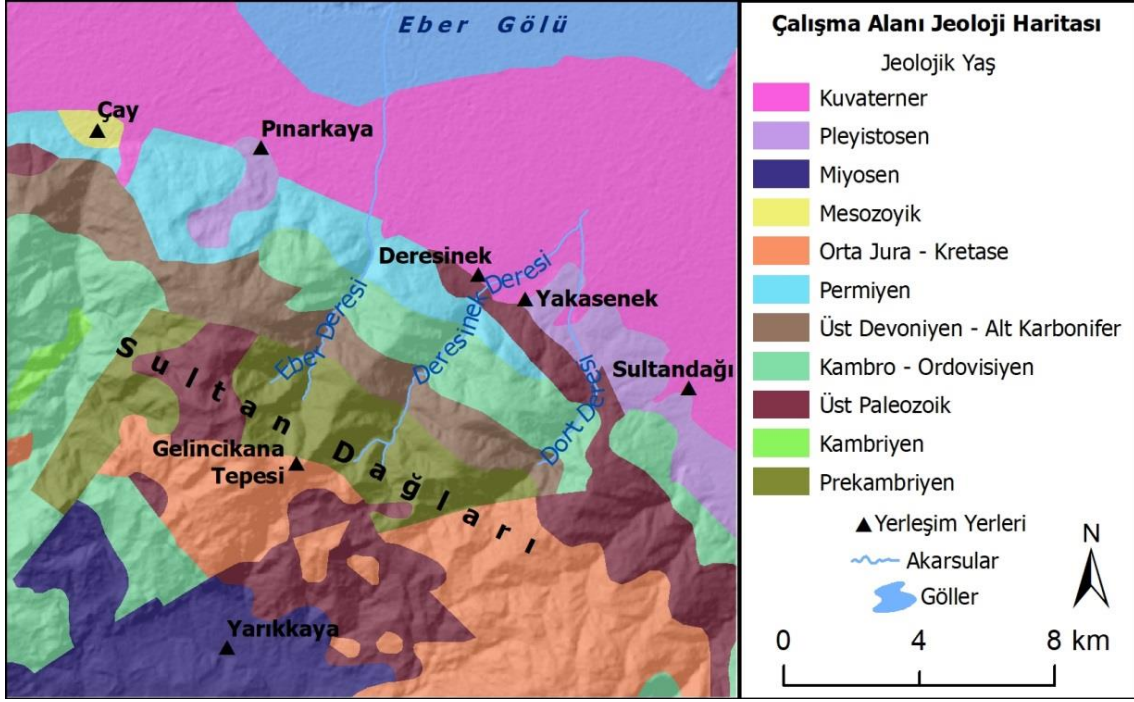 Eber Gölü
Çay
Pınarkaya
Deresinek
Yakasenek
Sultandağı
Eber Deresi
Deresinek Deresi
Dort Deresi
Sultan Dağları
Gelincikana
Tepesi
Yarıkkaya
Çalışma Alanı Jeoloji Haritası
Jeolojik Yaş
Kuvaterner
Pleyistosen
Miyosen
Mesozoyik
Orta Jura - Kretase
Permiyen
Üst Devoniyen - Alt Karbonifer
Kambro - Ordovisiyen
Üst Paleozoik
Kambriyen
Prekambriyen
Yerleşim Yerleri
Akarsular
Göller
N
0 4 8 km